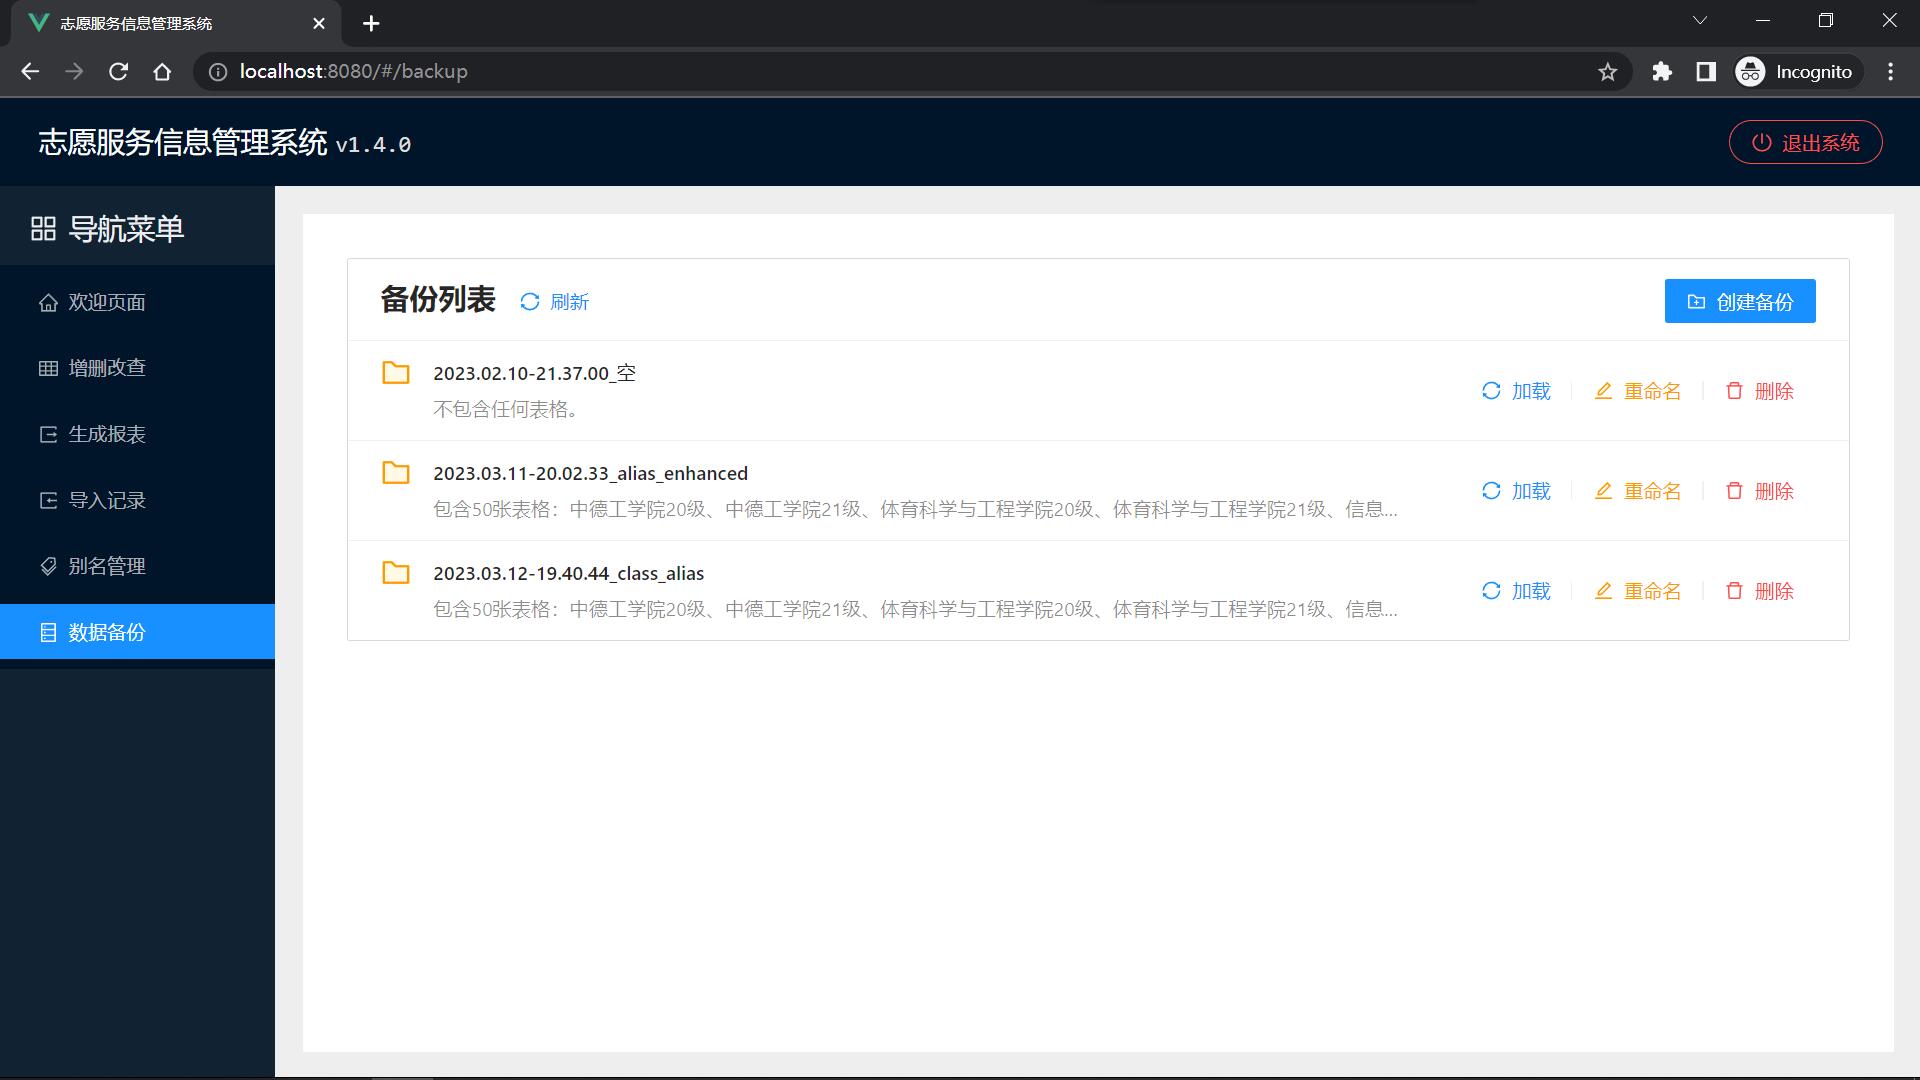 志愿服务信息管理系统
localhost:8080/#/backup
Incognito
志愿服务信息管理系统 v1.4.0
退出系统
导航菜单
欢迎页面
增删改查
生成报表
导入记录
别名管理
数据备份
备份列表 刷新
创建备份
2023.02.10-21.37.00_空
不包含任何表格。
加载 重命名 删除
2023.03.11-20.02.33_alias_enhanced
包含50张表格：中德工学院20级、中德工学院21级、体育科学与工程学院20级、体育科学与工程学院21级、信息...
加载 重命名 删除
2023.03.12-19.40.44_class_alias
包含50张表格：中德工学院20级、中德工学院21级、体育科学与工程学院20级、体育科学与工程学院21级、信息...
加载 重命名 删除